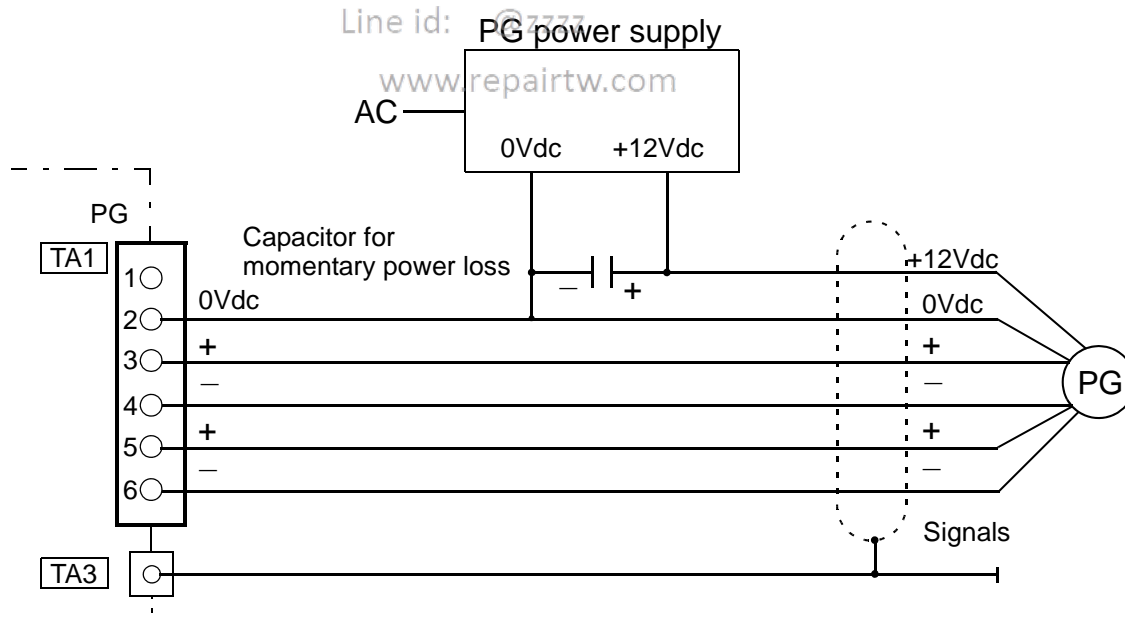 Line id: @zzzz
PG power supply
www.repairtw.com
AC
0Vdc +12Vdc
PG
TA1
Capacitor for
momentary power loss
1
+12Vdc
− +
0Vdc
0Vdc
2
+ +
3
− −
PG
4
+ +
5
− −
6
Signals
TA3